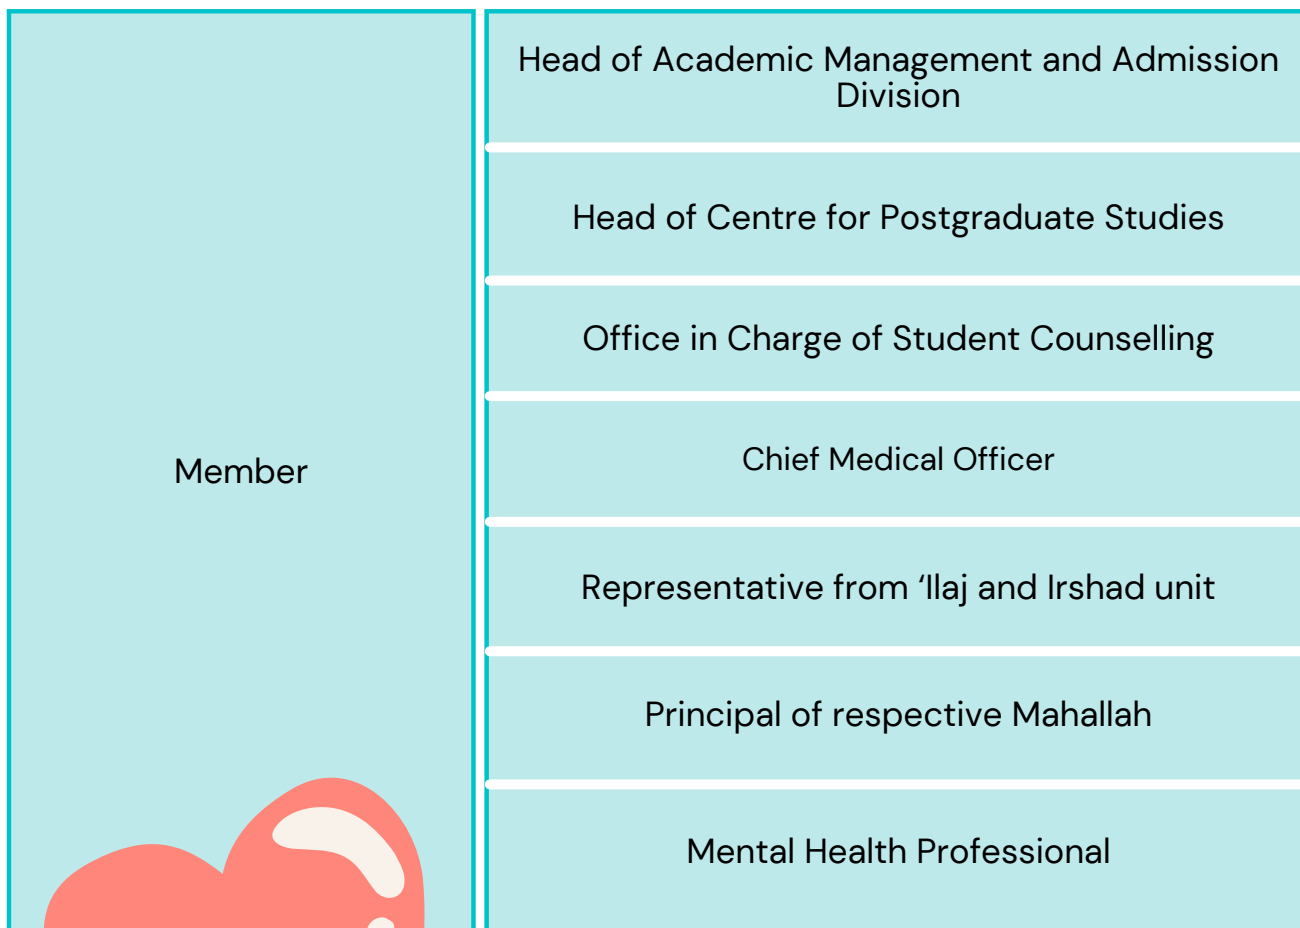 Member
Head of Academic Management and Admission
Division
Head of Centre for Postgraduate Studies
Office in Charge of Student Counselling
Chief Medical Officer
Representative from ‘Ilaj and Irshad unit
Principal of respective Mahallah
Mental Health Professional